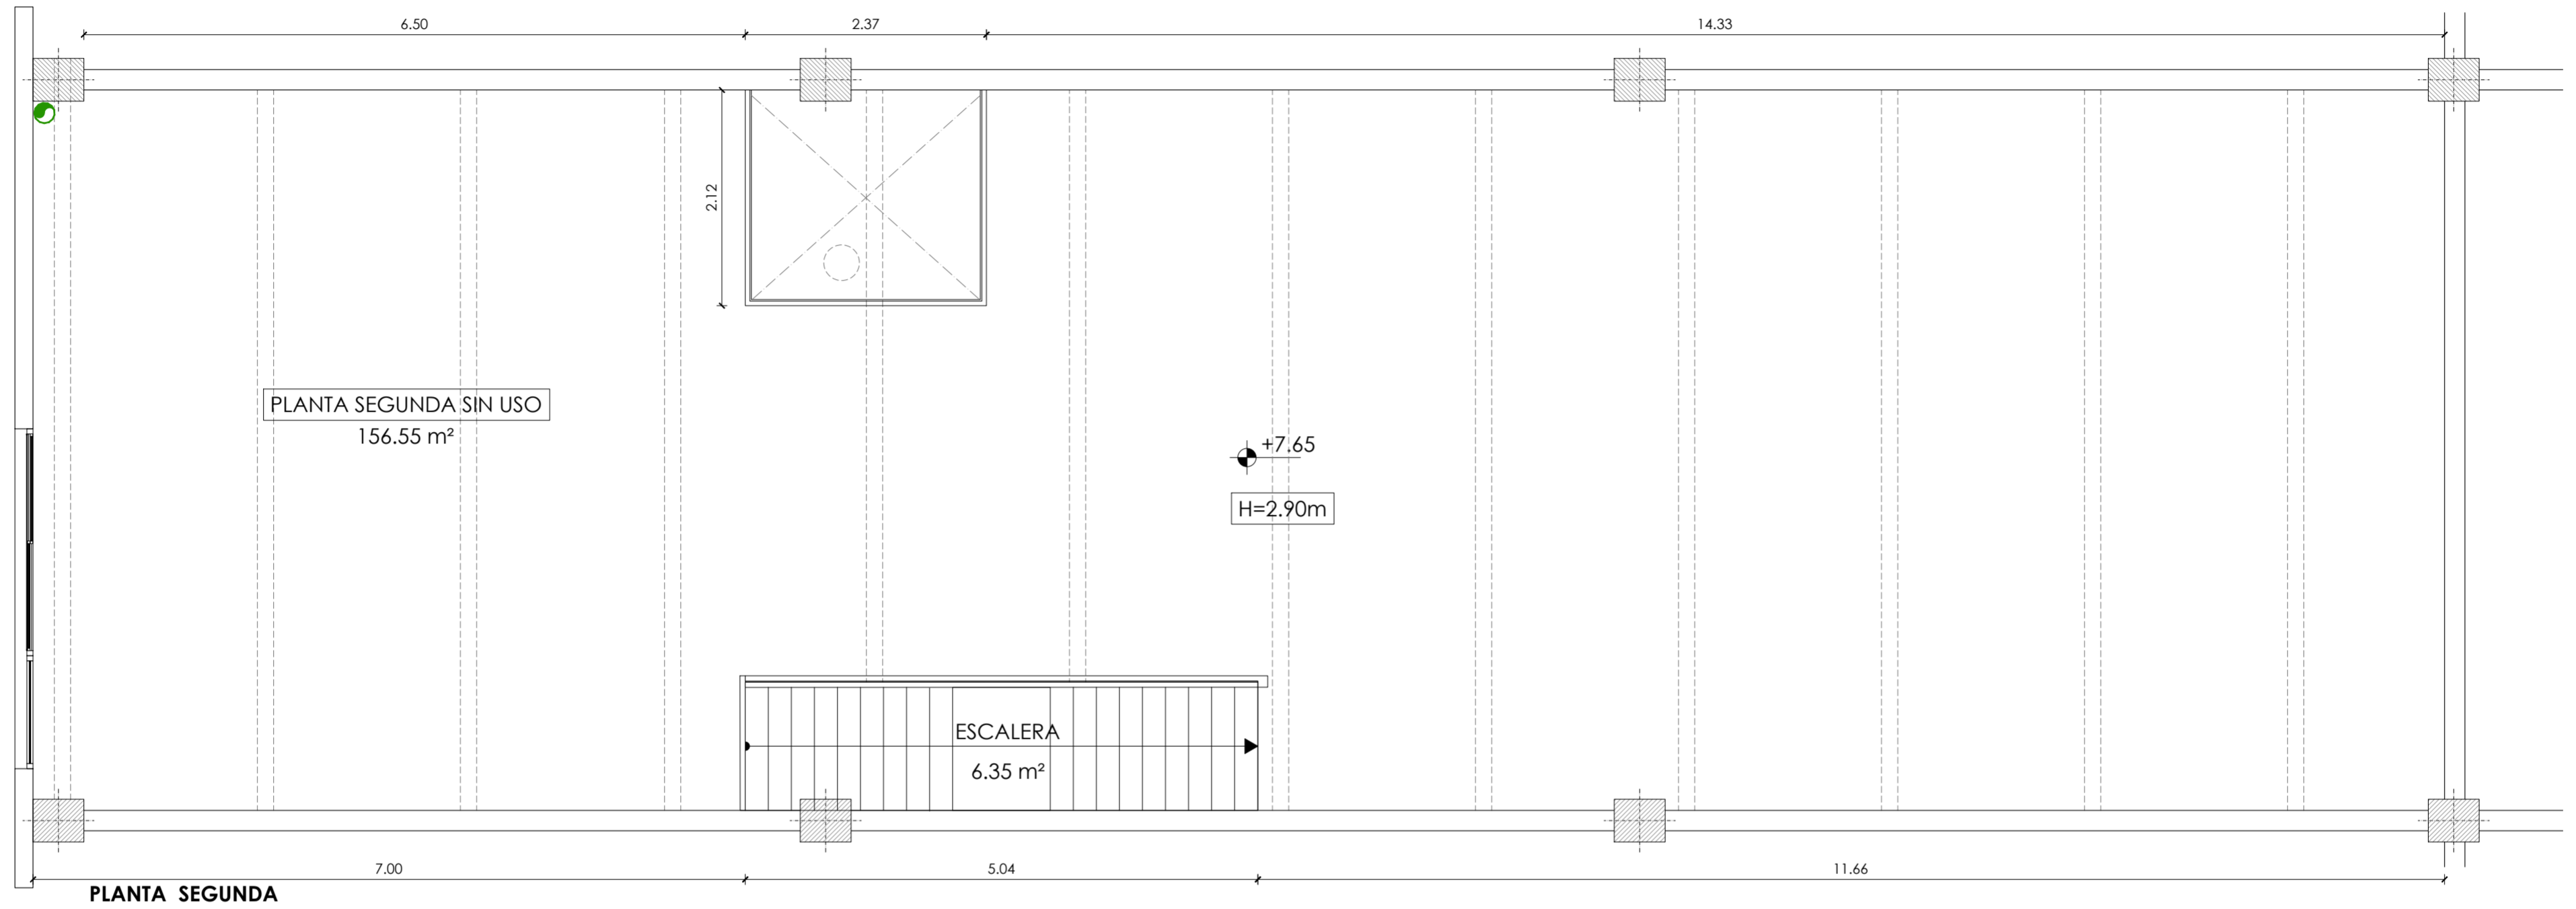 6.50
2.37
14.33
2.12
PLANTA SEGUNDA SIN USO
156.55 m²
+7.65
H=2.90m
ESCALERA
6.35 m²
7.00
5.04
11.66
PLANTA SEGUNDA